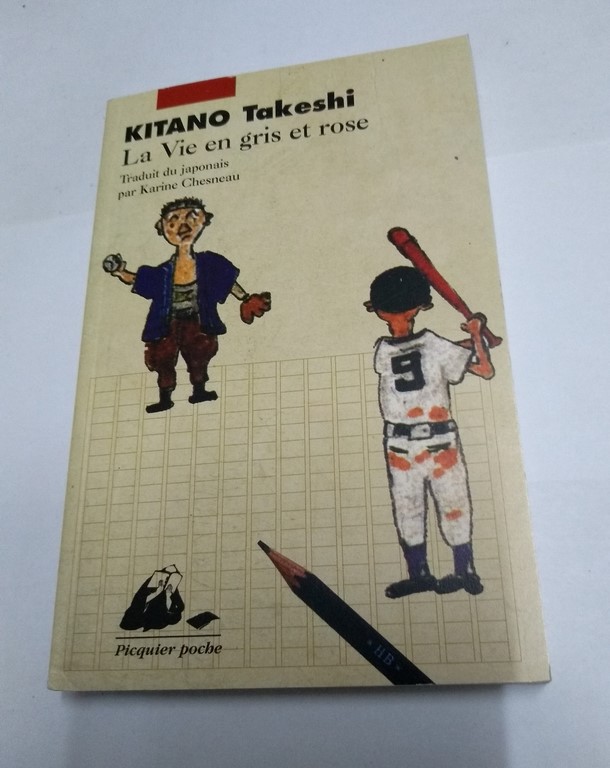 KITANO Takeshi
La Vie en gris et rose
Traduit du japonais
par Karine Chesneau
9
HB
Picquier poche